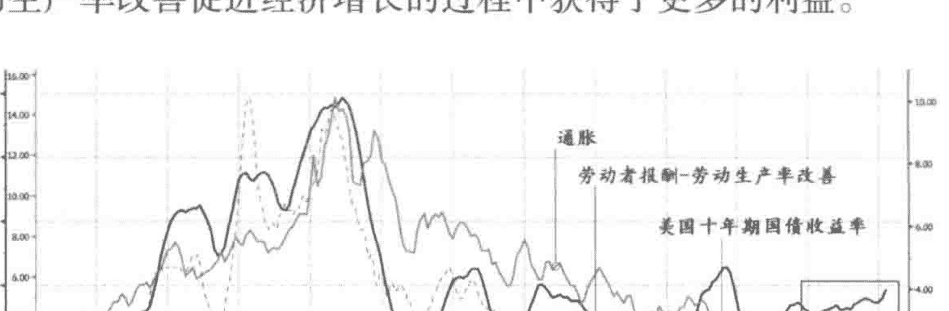 产率改善促进经济增长的过程中获得了更多的利益。
16.00
14.00
12.00
10.00
8.00
6.00
通胀
劳动者报酬-劳动生产率改善
美国十年期国债收益率
10.00
8.00
6.00
4.00